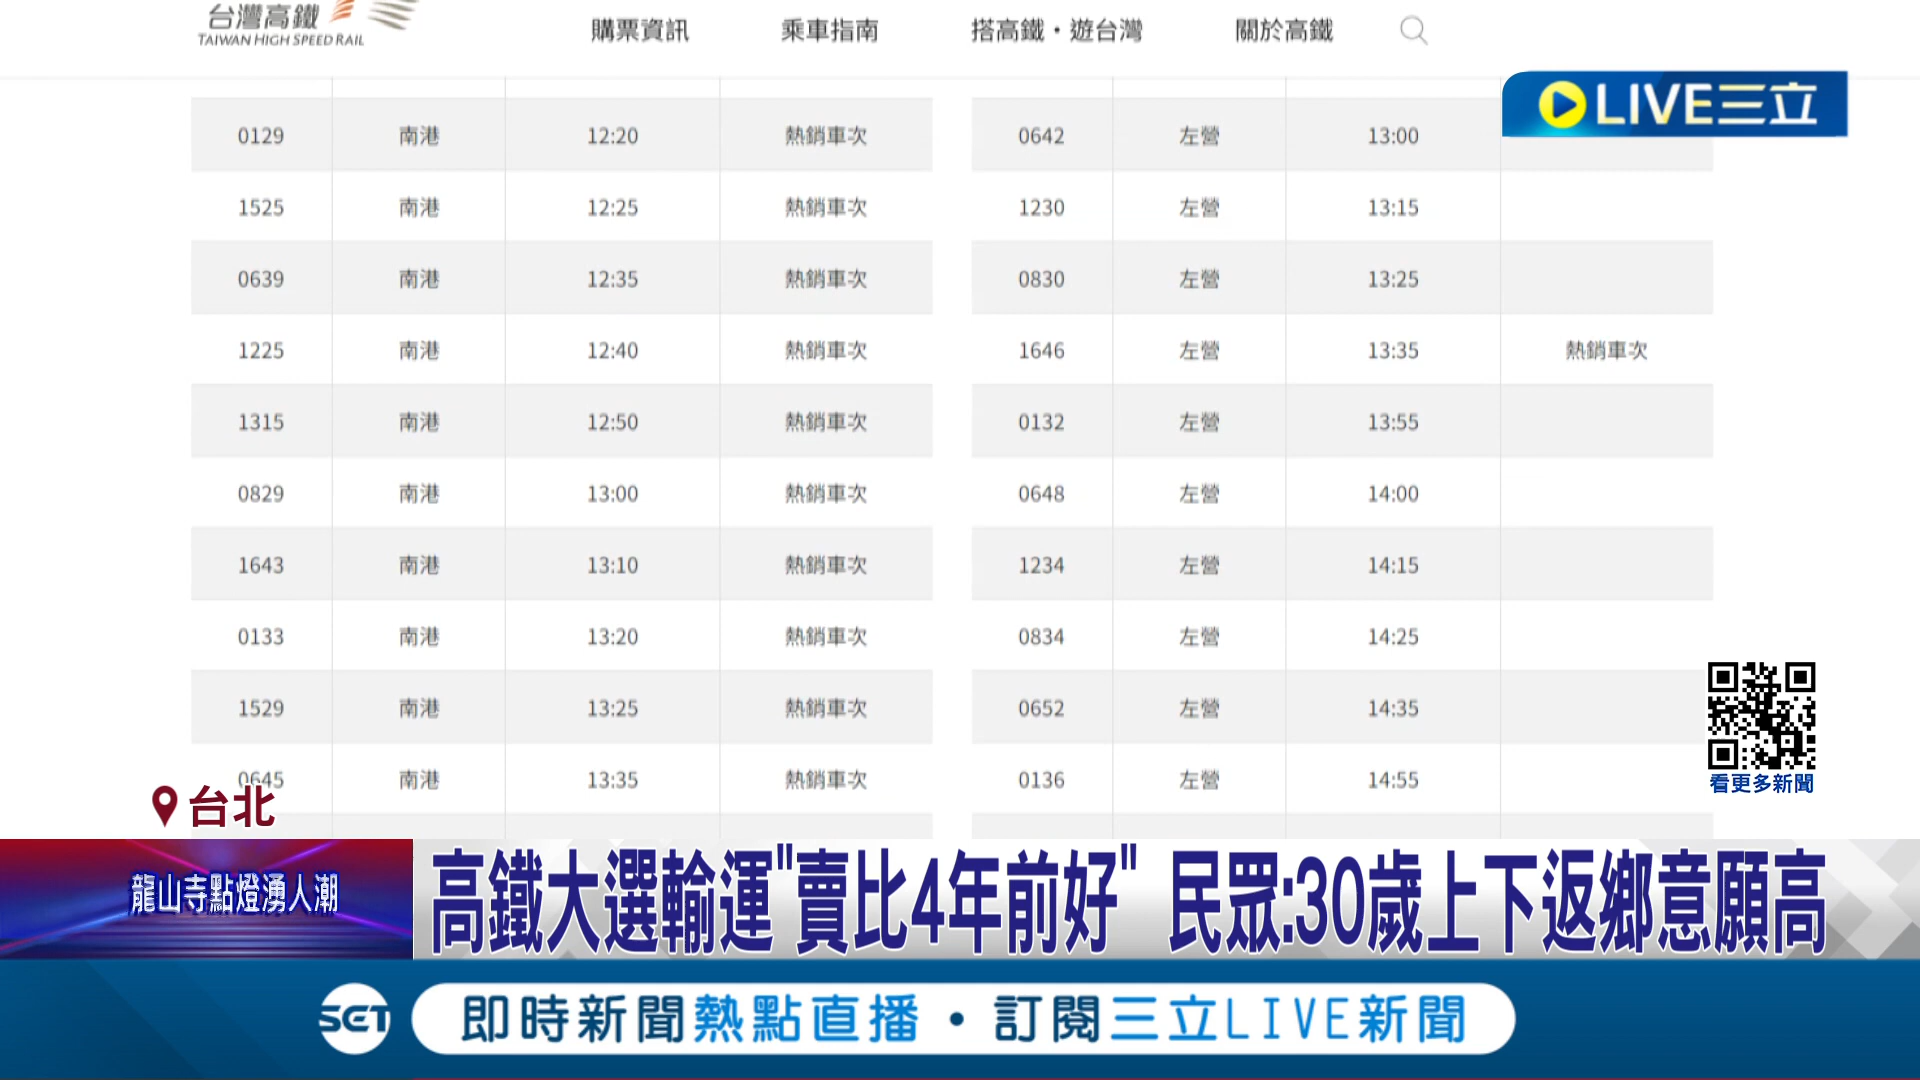 台灣高鐵
TAIWAN HIGH SPEED RAIL
購票資訊
乘車指南
搭高鐵・遊台灣
關於高鐵
LIVE三立
0129 南港 12:20 熱銷車次 0642 左營 13:00
1525 南港 12:25 熱銷車次 1230 左營 13:15
0639 南港 12:35 熱銷車次 0830 左營 13:25
1225 南港 12:40 熱銷車次 1646 左營 13:35 熱銷車次
1315 南港 12:50 熱銷車次 0132 左營 13:55
0829 南港 13:00 熱銷車次 0648 左營 14:00
1643 南港 13:10 熱銷車次 1234 左營 14:15
0133 南港 13:20 熱銷車次 0834 左營 14:25
1529 南港 13:25 熱銷車次 0652 左營 14:35
0645 南港 13:35 熱銷車次 0136 左營 14:55
看更多新聞
台北
龍山寺點燈湧人潮
高鐵大選輸運"賣比4年前好" 民眾:30歲上下返鄉意願高
SET 即時新聞熱點直播・訂閱三立LIVE新聞